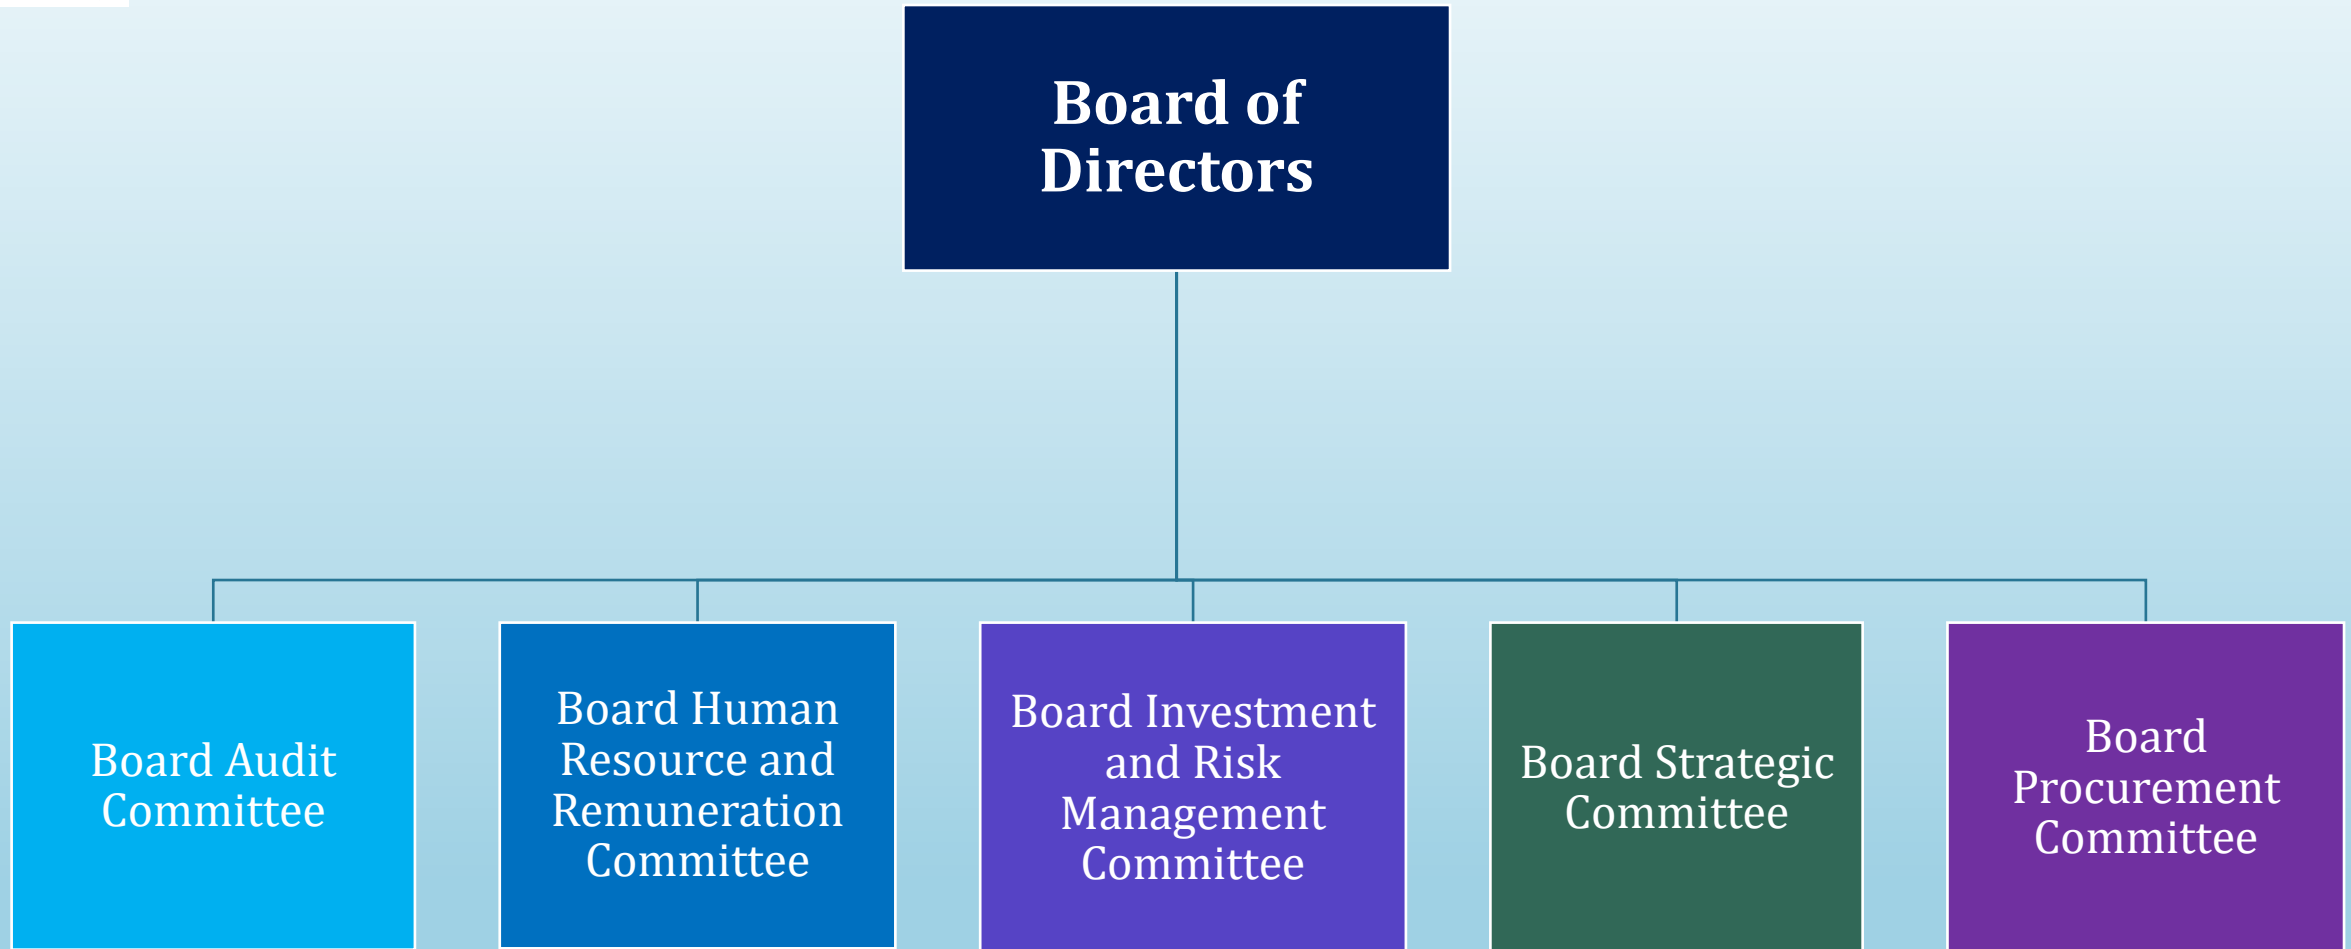 Board of
Directors
Board Audit
Committee
Board Human
Resource and
Remuneration
Committee
Board Investment
and Risk
Management
Committee
Board Strategic
Committee
Board
Procurement
Committee